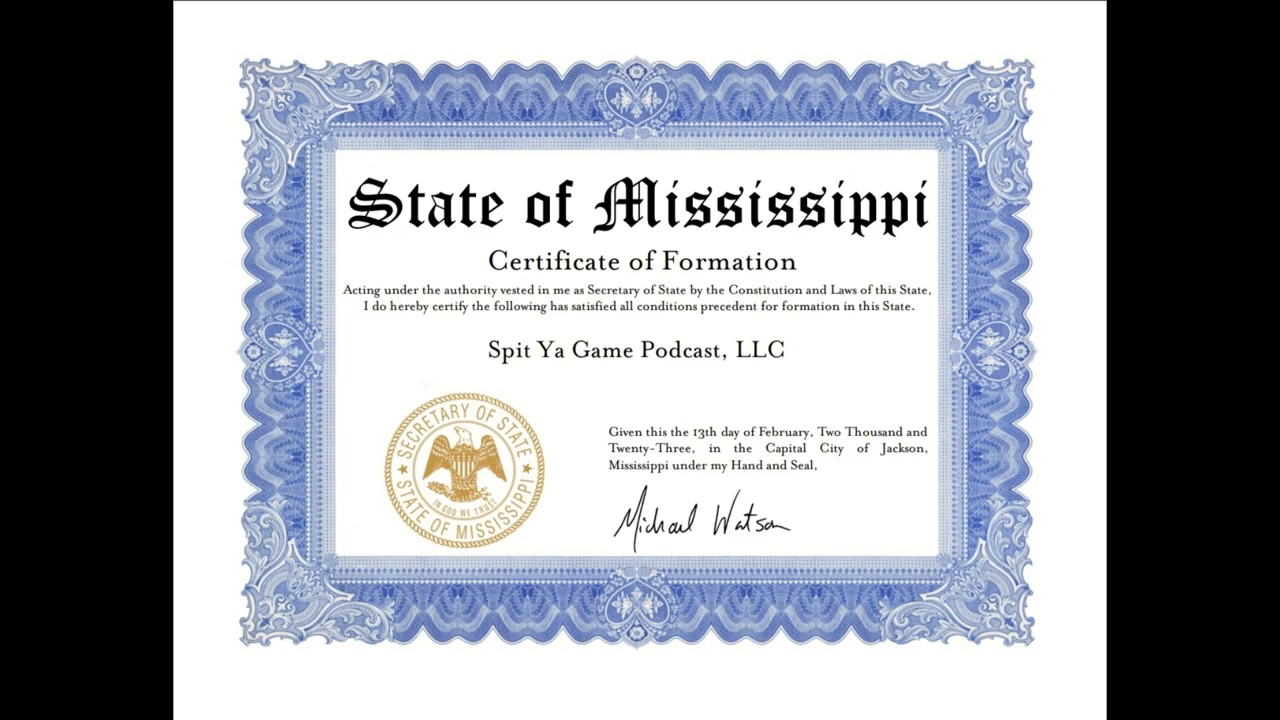 State of Mississippi
Certificate of Formation
Acting under the authority vested in me as Secretary of State by the Constitution and Laws of this State,
I do hereby certify the following has satisfied all conditions precedent for formation in this State.
Spit Ya Game Podcast, LLC
SECRETARY OF STATE
IN GOD WE TRUST
STATE OF MISSISSIPPI
Given this the 13th day of February, Two Thousand and
Twenty-Three, in the Capital City of Jackson,
Mississippi under my Hand and Seal,
Michael Watson